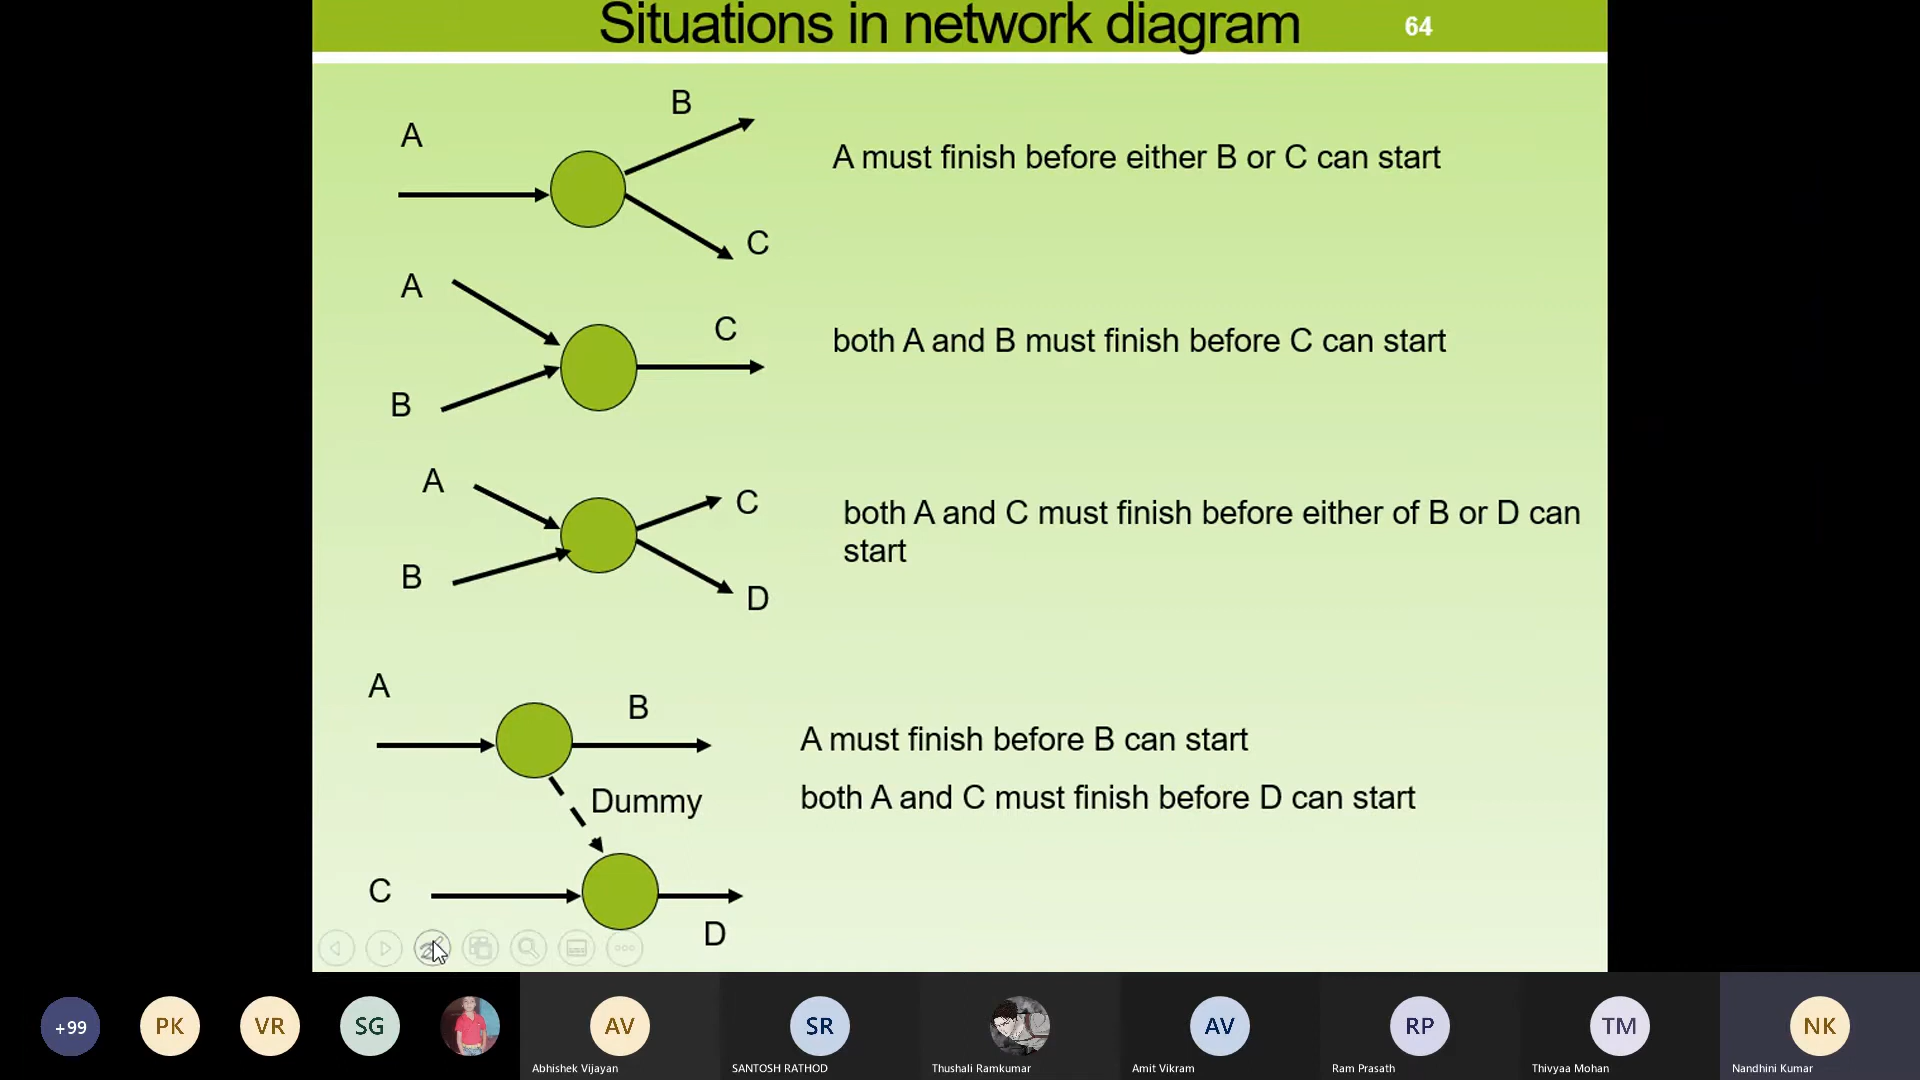 Situations in network diagram
64
B
A
A must finish before either B or C can start
C
A
C
both A and B must finish before C can start
B
A
C
both A and C must finish before either of B or D can
start
B
D
A
B
A must finish before B can start
Dummy
both A and C must finish before D can start
C
D
+99
PK
VR
SG
AV
SR
AV
RP
TM
NK
Abhishek Vijayan
SANTOSH RATHOD
Thushali Ramkumar
Amit Vikram
Ram Prasath
Thivyaa Mohan
Nandhini Kumar